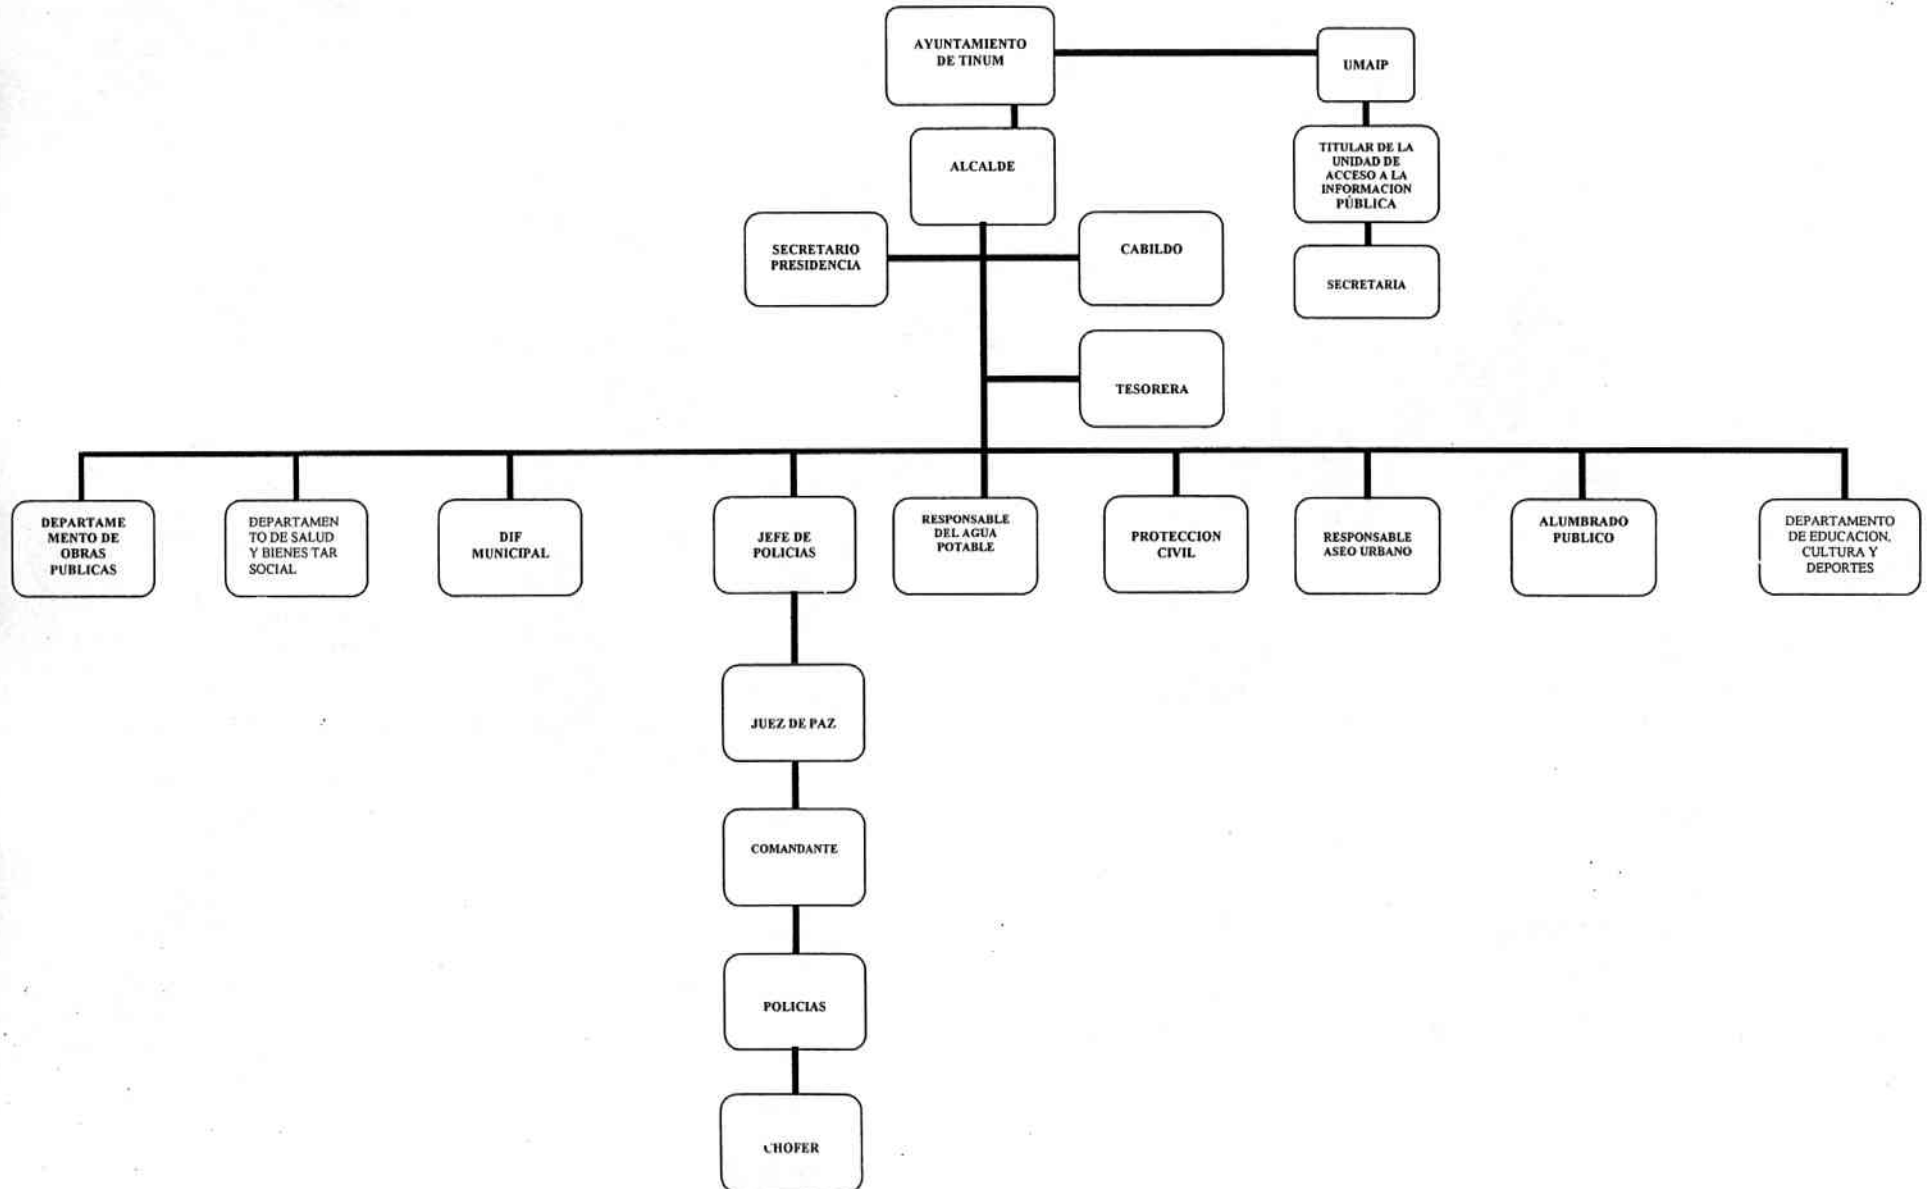 AYUNTAMIENTO
DE TINUM
UMAIP
ALCALDE
TITULAR DE LA
UNIDAD DE
ACCESO A LA
INFORMACION
PÚBLICA
SECRETARIO
PRESIDENCIA
CABILDO
SECRETARIA
TESORERA
DEPARTAME
MENTO DE
OBRAS
PUBLICAS
DEPARTAMEN
TO DE SALUD
Y BIENES TAR
SOCIAL
DIF
MUNICIPAL
JEFE DE
POLICIAS
RESPONSABLE
DEL AGUA
POTABLE
PROTECCION
CIVIL
RESPONSABLE
ASEO URBANO
ALUMBRADO
PUBLICO
DEPARTAMENTO
DE EDUCACION,
CULTURA Y
DEPORTES
JUEZ DE PAZ
COMANDANTE
POLICIAS
CHOFER